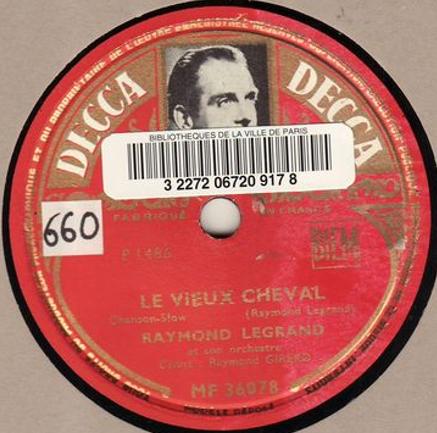 DECCA DECCA
BIBLIOTHEQUES DE LA VILLE DE PARIS
3 2272 06720 917 8
FABRIQUÉ EN FRANCE
660
P 1486
BIEM
LE VIEUX CHEVAL
Chanson-Slow (Raymond Legrand)
RAYMOND LEGRAND
et son orchestre
Raymond
MF 36078